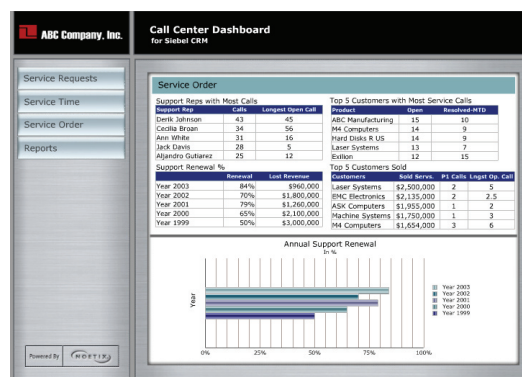 ABC Company, Inc.
Call Center Dashboard
for Siebel CRM
Service Requests
Service Time
Service Order
Reports
Powered By NOETIX
Service Order
Support Reps with Most Calls
Support Rep Calls Longest Open Call
Derik Johnson 43 45
Cecilia Broan 34 56
Ann White 31 16
Jack Davis 28 5
Aljandro Gutiarez 25 12
Top 5 Customers with Most Service Calls
Product Open Resolved-MTD
ABC Manufacturing 15 10
M4 Computers 14 9
Hard Disks R US 14 9
Laser Systems 13 7
Exilion 12 15
Support Renewal %
Renewal Lost Revenue
Year 2003 84% $960,000
Year 2002 70% $1,800,000
Year 2001 79% $1,260,000
Year 2000 65% $2,100,000
Year 1999 50% $3,000,000
Top 5 Customers Sold
Customers Sold Servs. P1 Calls Lngst Op. Call
Laser Systems $2,500,000 2 5
EMC Electronics $2,135,000 2 2.5
ASK Computers $1,955,000 1 2
Machine Systems $1,750,000 1 3
M4 Computers $1,654,000 3 6
Annual Support Renewal
In %
Year
Year 2003
Year 2002
Year 2001
Year 2000
Year 1999
0% 25% 50% 75% 100%